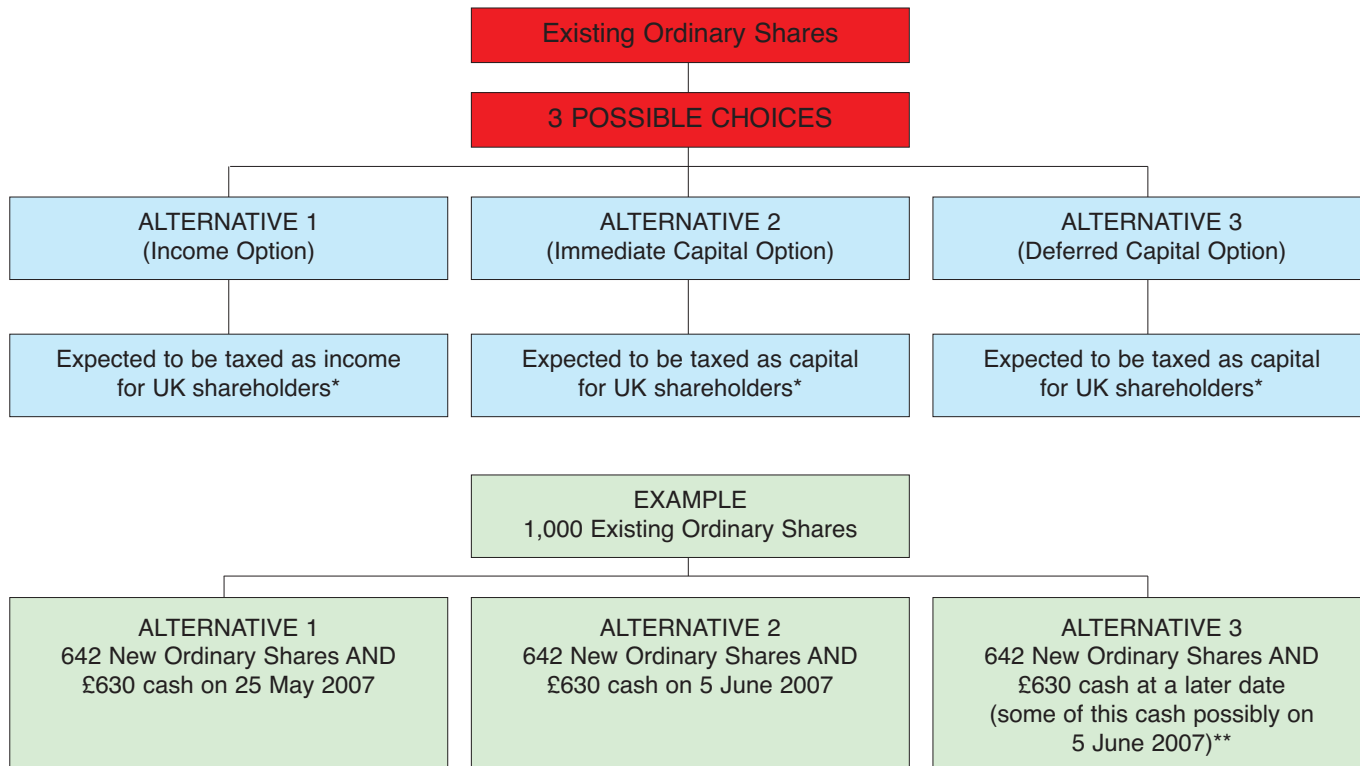 Existing Ordinary Shares
3 POSSIBLE CHOICES
ALTERNATIVE 1
(Income Option)
ALTERNATIVE 2
(Immediate Capital Option)
ALTERNATIVE 3
(Deferred Capital Option)
Expected to be taxed as income
for UK shareholders*
Expected to be taxed as capital
for UK shareholders*
Expected to be taxed as capital
for UK shareholders*
EXAMPLE
1,000 Existing Ordinary Shares
ALTERNATIVE 1
642 New Ordinary Shares AND
£630 cash on 25 May 2007
ALTERNATIVE 2
642 New Ordinary Shares AND
£630 cash on 5 June 2007
ALTERNATIVE 3
642 New Ordinary Shares AND
£630 cash at a later date
(some of this cash possibly on
5 June 2007)**